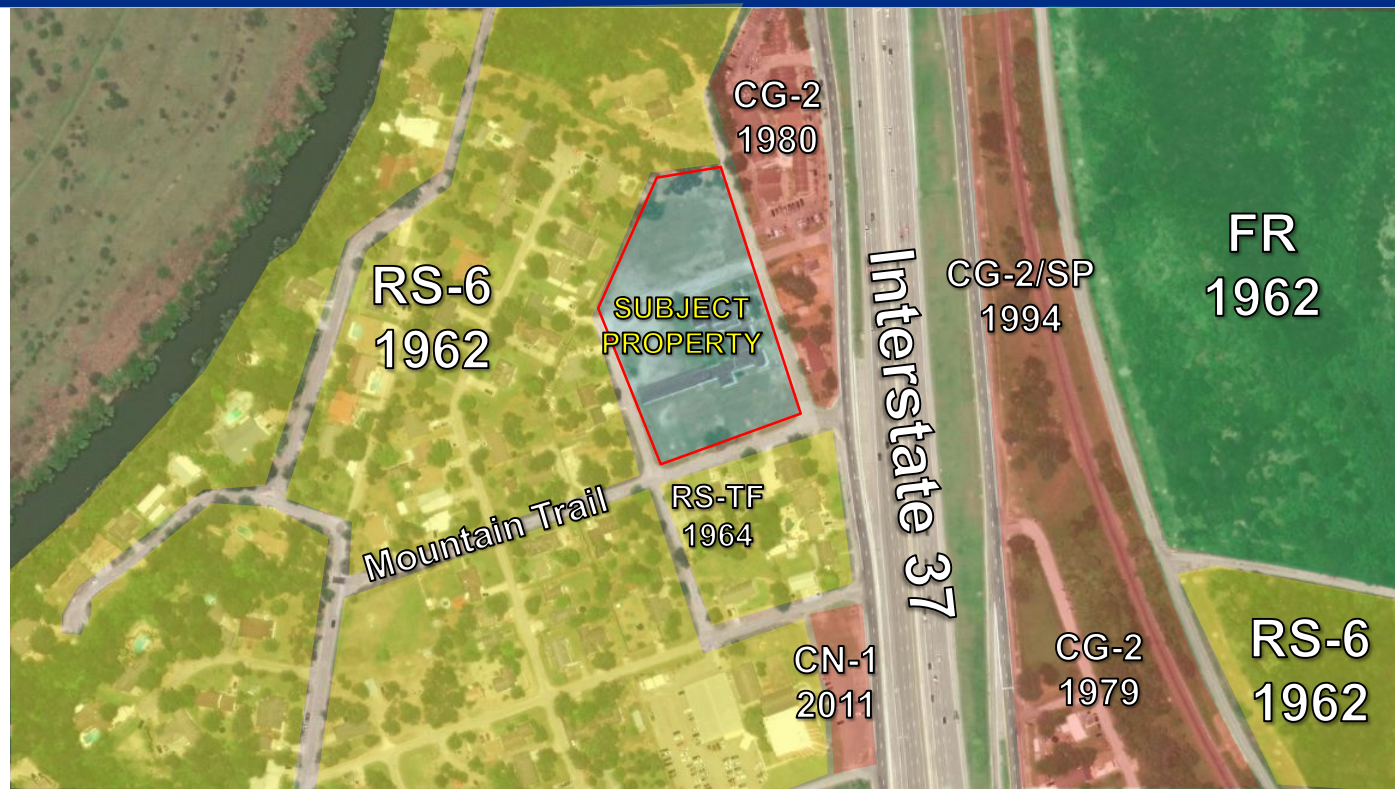 CG-2
1980
FR
1962
RS-6
1962
CG-2/SP
1994
SUBJECT
PROPERTY
Interstate 37
RS-TF
1964
Mountain Trail
CN-1
2011
CG-2
1979
RS-6
1962